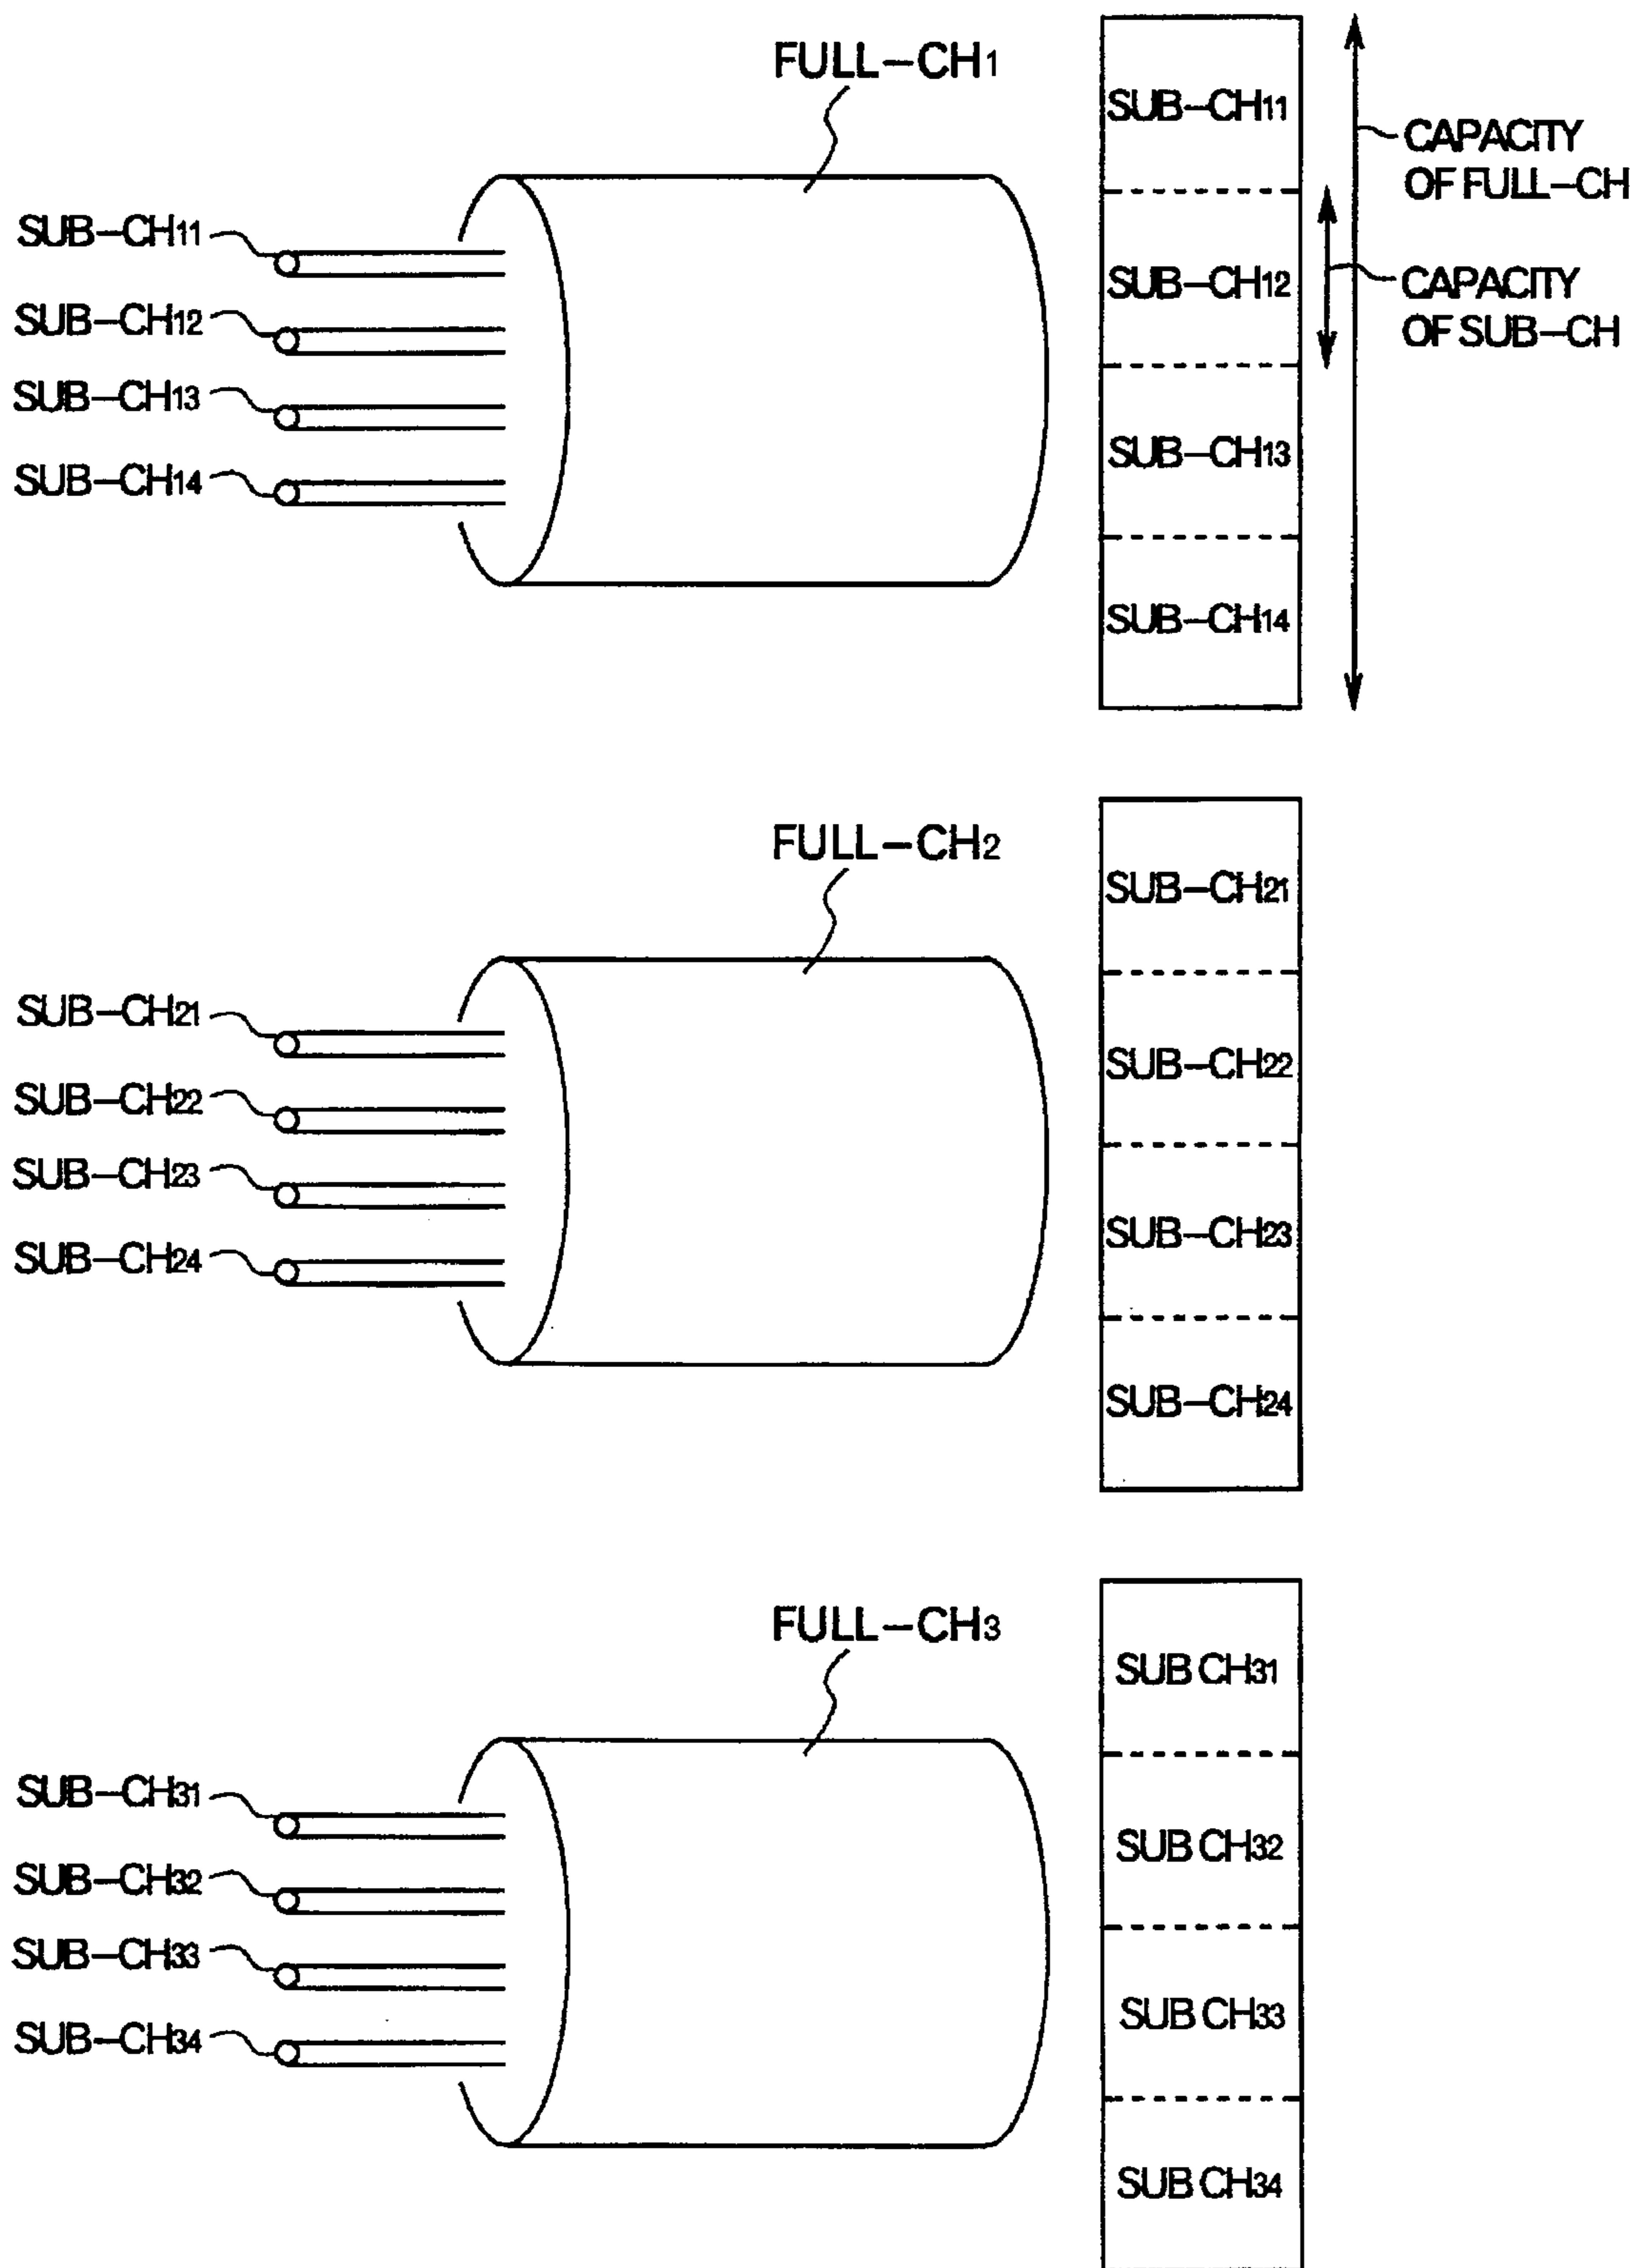 FULL-CH1
SUB-CH11
SUB-CH12
SUB-CH13
SUB-CH14
SUB-CH11
SUB-CH12
SUB-CH13
SUB-CH14
CAPACITY
OF FULL-CH
CAPACITY
OF SUB-CH
FULL-CH2
SUB-CH21
SUB-CH22
SUB-CH23
SUB-CH24
SUB-CH21
SUB-CH22
SUB-CH23
SUB-CH24
FULL-CH3
SUB-CH31
SUB-CH32
SUB-CH33
SUB-CH34
SUB CH31
SUB CH32
SUB CH33
SUB CH34